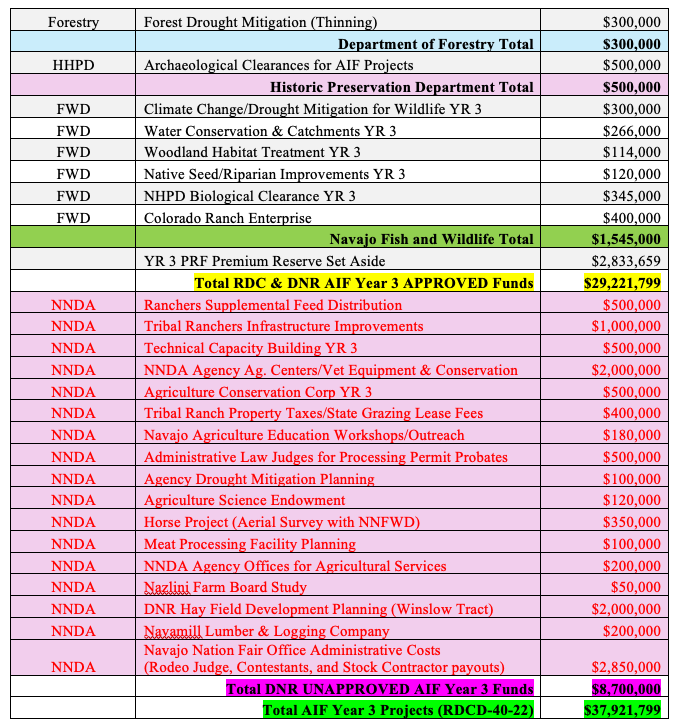 Forestry Forest Drought Mitigation (Thinning) $300,000
Department of Forestry Total $300,000
HHPD Archaeological Clearances for AIF Projects $500,000
Historic Preservation Department Total $500,000
FWD Climate Change/Drought Mitigation for Wildlife YR 3 $300,000
FWD Water Conservation & Catchments YR 3 $266,000
FWD Woodland Habitat Treatment YR 3 $114,000
FWD Native Seed/Riparian Improvements YR 3 $120,000
FWD NHPD Biological Clearance YR 3 $345,000
FWD Colorado Ranch Enterprise $400,000
Navajo Fish and Wildlife Total $1,545,000
YR 3 PRF Premium Reserve Set Aside $2,833,659
Total RDC & DNR AIF Year 3 APPROVED Funds $29,221,799
NNDA Ranchers Supplemental Feed Distribution $500,000
NNDA Tribal Ranchers Infrastructure Improvements $1,000,000
NNDA Technical Capacity Building YR 3 $500,000
NNDA NNDA Agency Ag. Centers/Vet Equipment & Conservation $2,000,000
NNDA Agriculture Conservation Corp YR 3 $500,000
NNDA Tribal Ranch Property Taxes/State Grazing Lease Fees $400,000
NNDA Navajo Agriculture Education Workshops/Outreach $180,000
NNDA Administrative Law Judges for Processing Permit Probates $500,000
NNDA Agency Drought Mitigation Planning $100,000
NNDA Agriculture Science Endowment $120,000
NNDA Horse Project (Aerial Survey with NNFWD) $350,000
NNDA Meat Processing Facility Planning $100,000
NNDA NNDA Agency Offices for Agricultural Services $200,000
NNDA Nazlini Farm Board Study $50,000
NNDA DNR Hay Field Development Planning (Winslow Tract) $2,000,000
NNDA Navamill Lumber & Logging Company $200,000
Navajo Nation Fair Office Administrative Costs
NNDA (Rodeo Judge, Contestants, and Stock Contractor payouts) $2,850,000
Total DNR UNAPPROVED AIF Year 3 Funds $8,700,000
Total AIF Year 3 Projects (RDCD-40-22) $37,921,799